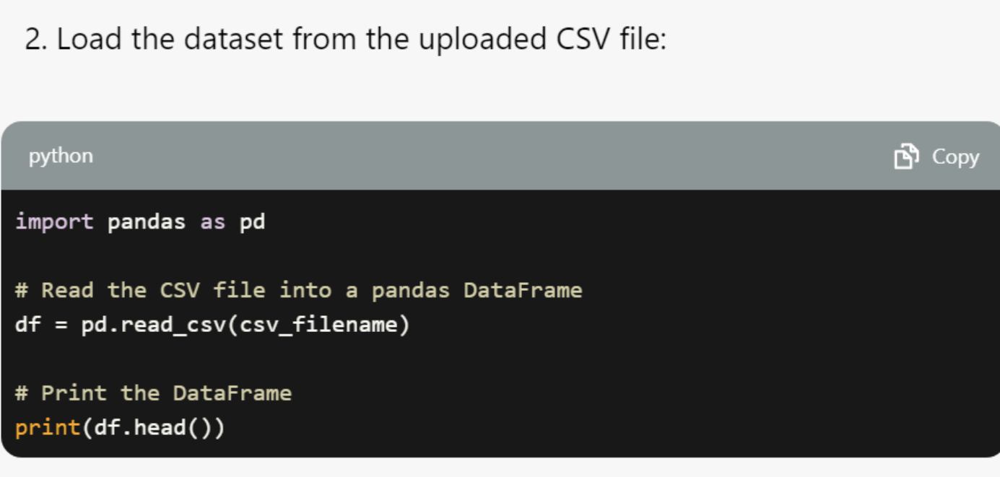 2. Load the dataset from the uploaded CSV file:
python
Copy
import pandas as pd
# Read the CSV file into a pandas DataFrame
df = pd.read_csv(csv_filename)
# Print the DataFrame
print(df.head())